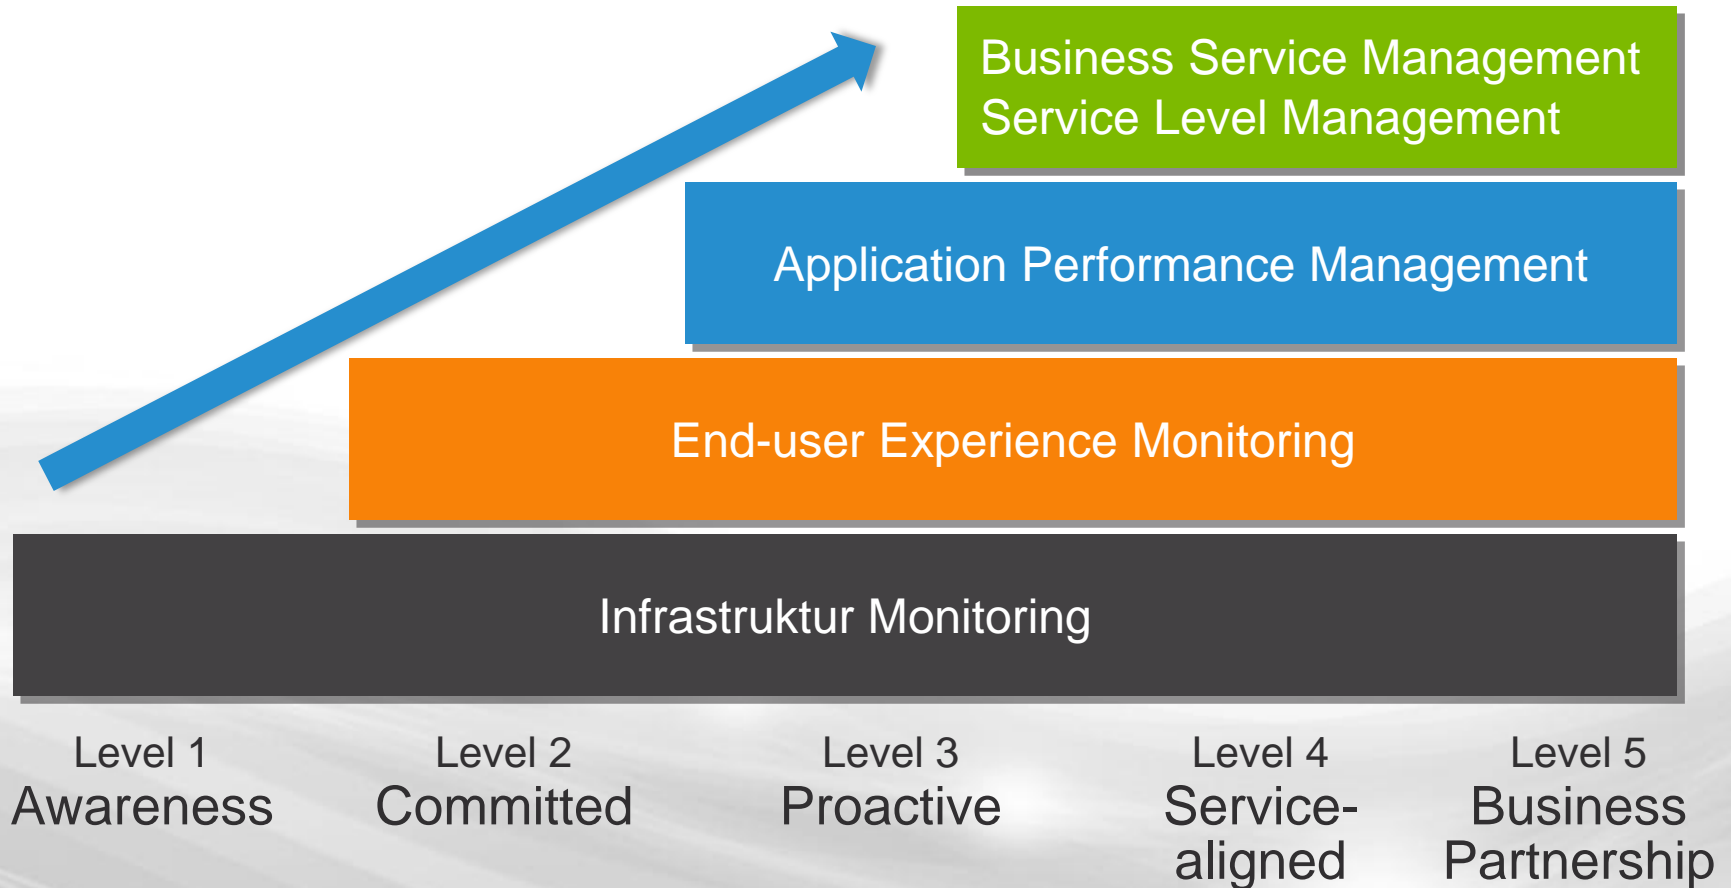 Business Service Management
Service Level Management
Application Performance Management
End-user Experience Monitoring
Infrastruktur Monitoring
Level 1
Awareness
Level 2
Committed
Level 3
Proactive
Level 4
Service-
aligned
Level 5
Business
Partnership